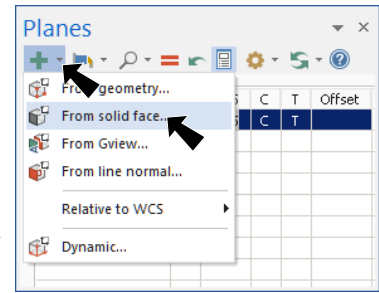 Planes
From geometry...
C T Offset
From solid face...
C T
From Gview...
From line normal...
Relative to WCS
Dynamic...